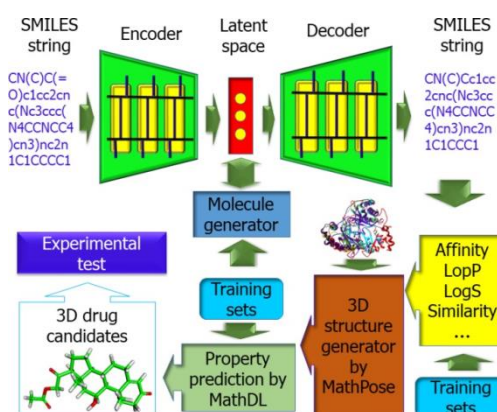 SMILES
string
Encoder
Latent
space
Decoder
SMILES
string
CN(C)C(=
O)c1cc2cn
c(Nc3ccc(
N4CCNCC4
)cn3)nc2n
1C1CCCC1
CN(C)Cc1cc
2cnc(Nc3cc
c(N4CCNCC
4)cn3)nc2n
1C1CCC1
Molecule
generator
Experimental
test
Training
sets
3D drug
candidates
Property
prediction by
MathDL
3D
structure
generator
by
MathPose
Affinity
LopP
LogS
Similarity
...
Training
sets